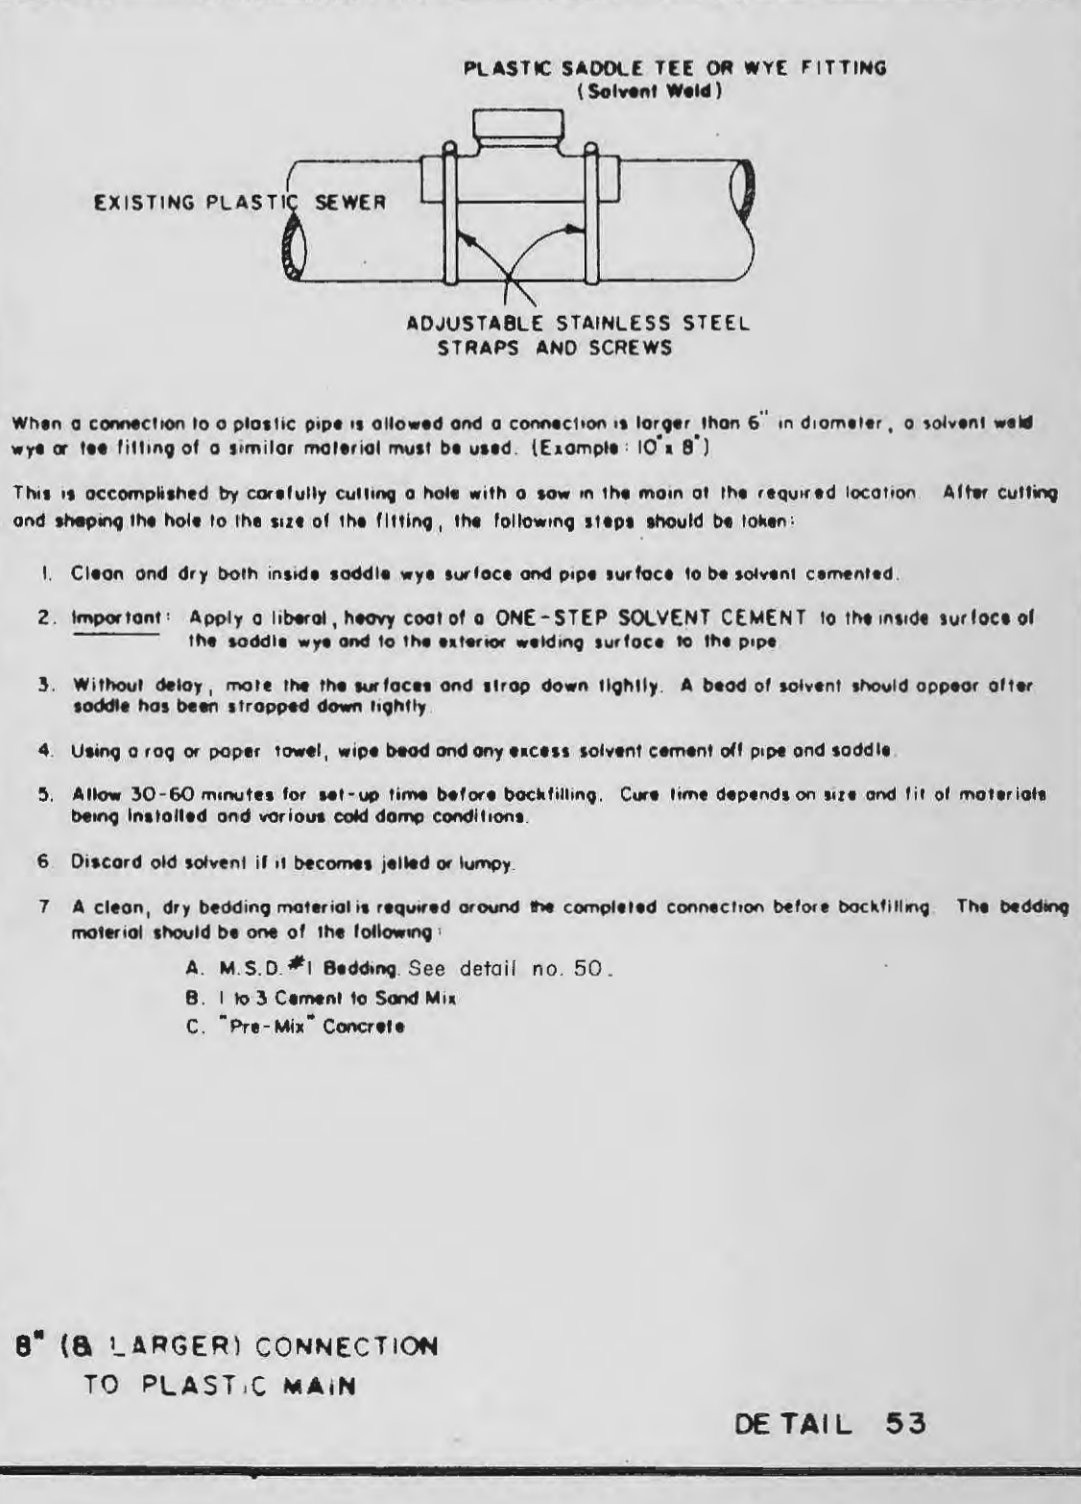 PLASTIC SADDLE TEE OR WYE FITTING
(Solvent Weld)
EXISTING PLASTIC SEWER
ADJUSTABLE STAINLESS STEEL
STRAPS AND SCREWS
When a connection to a plastic pipe is allowed and a connection is larger than 6" in diameter, a solvent weld
wye or tee fitting of a similar material must be used. (Example: 10" x 8")
This is accomplished by carefully cutting a hole with a saw in the main at the required location. After cutting
and shaping the hole to the size of the fitting, the following steps should be taken:
1. Clean and dry both inside saddle wye surface and pipe surface to be solvent cemented.
2. Important: Apply a liberal, heavy coat of a ONE-STEP SOLVENT CEMENT to the inside surface of
the saddle wye and to the exterior welding surface to the pipe.
3. Without delay, mate the the surfaces and strap down tightly. A bead of solvent should appear after
saddle has been strapped down tightly.
4. Using a rag or paper towel, wipe bead and any excess solvent cement off pipe and saddle.
5. Allow 30-60 minutes for set-up time before backfilling. Cure time depends on size and fit of materials
being installed and various cold damp conditions.
6. Discard old solvent if it becomes jelled or lumpy.
7 A clean, dry bedding material is required around the completed connection before backfilling. The bedding
material should be one of the following:
A. M.S.D. #1 Bedding. See detail no. 50.
B. 1 to 3 Cement to Sand Mix
C. "Pre-Mix" Concrete
8" (& LARGER) CONNECTION
TO PLASTIC MAIN
DETAIL 53